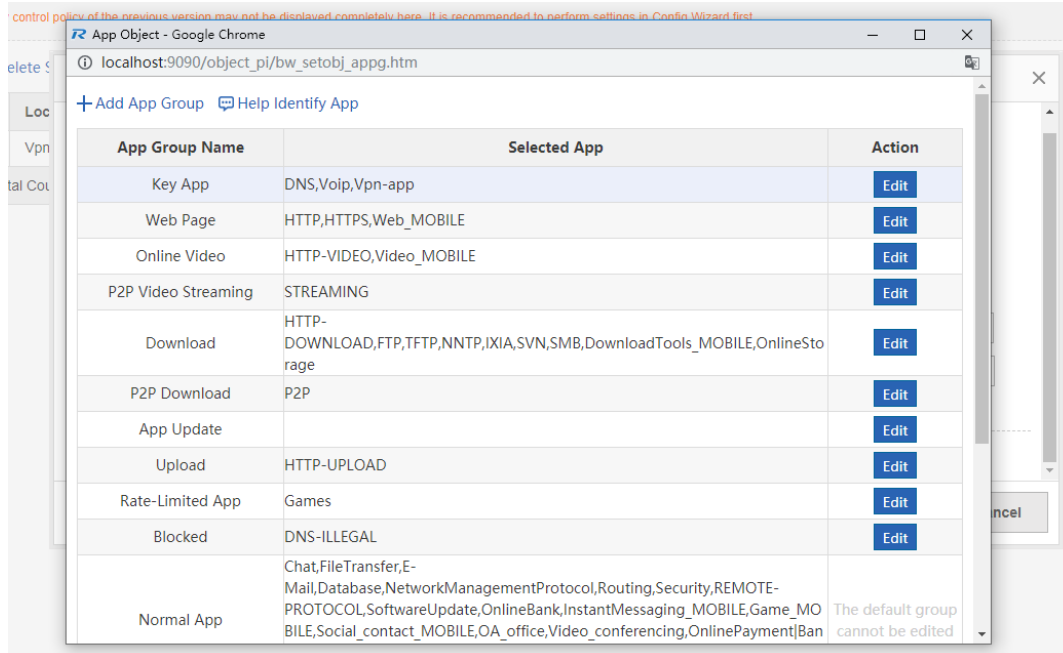 control policy of the previous version may not be displayed completely here. It is recommended to perform settings in Config Wizard first.
App Object - Google Chrome
localhost:9090/object_pi/bw_setobj_appg.htm
elete S
Add App Group Help Identify App
Loc
Vpn
tal Cou
App Group Name Selected App Action
Key App DNS,Voip,Vpn-app Edit
Web Page HTTP,HTTPS,Web_MOBILE Edit
Online Video HTTP-VIDEO,Video_MOBILE Edit
P2P Video Streaming STREAMING Edit
HTTP-
Download DOWNLOAD,FTP,TFTP,NNTP,IXIA,SVN,SMB,DownloadTools_MOBILE,OnlineSto Edit
rage
P2P Download P2P Edit
App Update Edit
Upload HTTP-UPLOAD Edit
Rate-Limited App Games Edit
Blocked DNS-ILLEGAL Edit
ncel
Chat,FileTransfer,E-
Mail,Database,NetworkManagementProtocol,Routing,Security,REMOTE-
Normal App PROTOCOL,SoftwareUpdate,OnlineBank,InstantMessaging_MOBILE,Game_MO The default group
BILE,Social_contact_MOBILE,OA_office,Video_conferencing,OnlinePayment|Ban cannot be edited